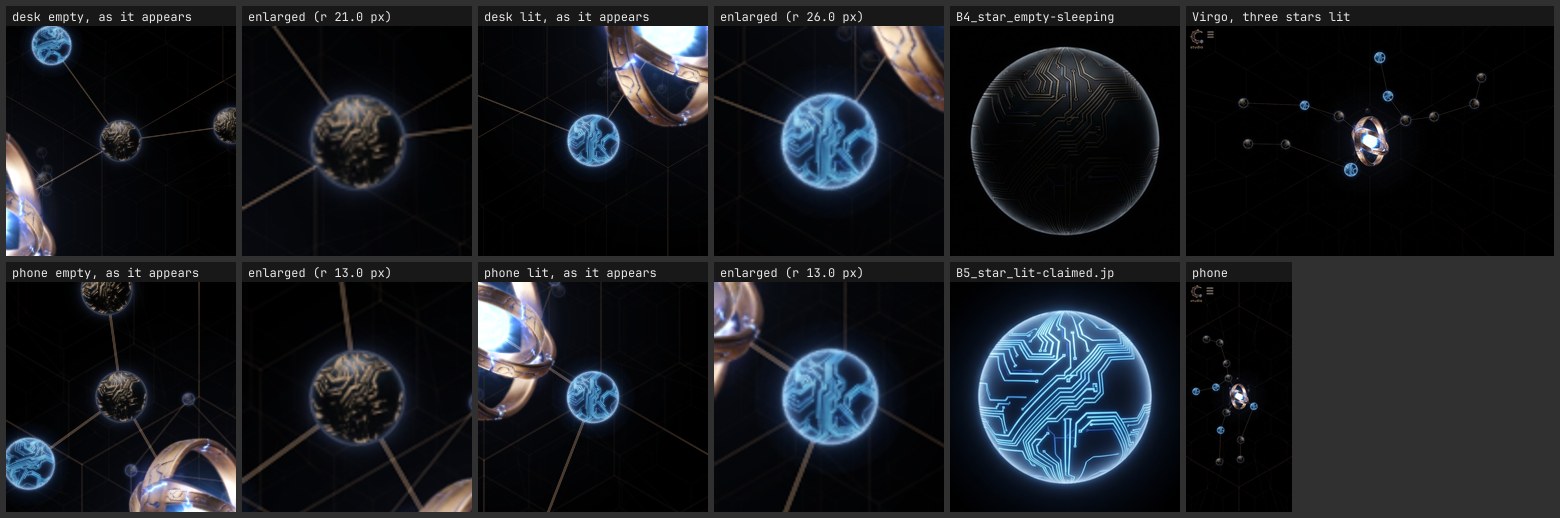 desk empty, as it appears
enlarged (r 21.0 px)
desk lit, as it appears
enlarged (r 26.0 px)
B4_star_empty-sleeping
Virgo, three stars lit
studio
phone empty, as it appears
enlarged (r 13.0 px)
phone lit, as it appears
enlarged (r 13.0 px)
B5_star_lit-claimed.jp
phone
studio